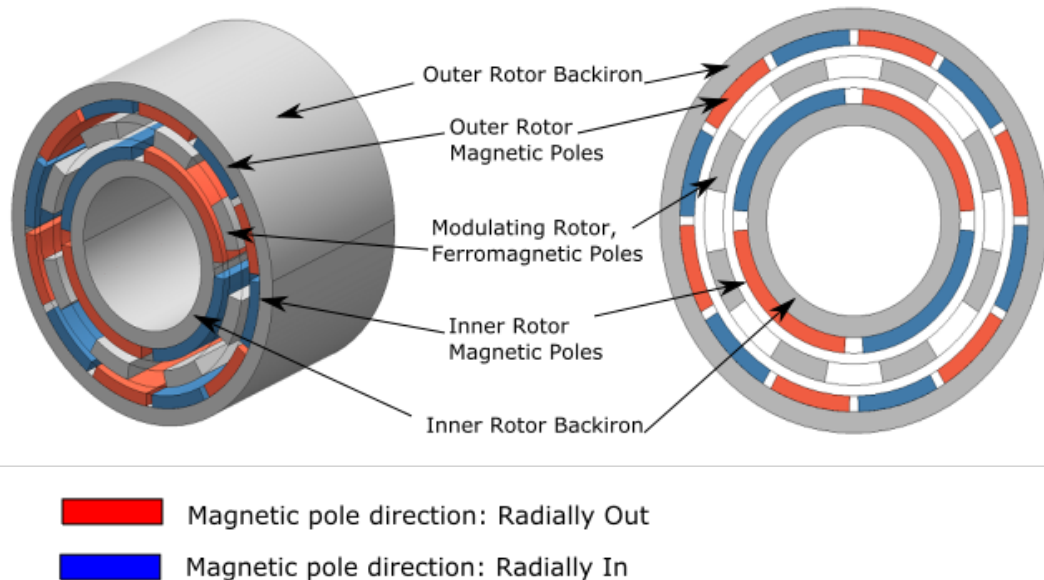 Outer Rotor Backiron
Outer Rotor
Magnetic Poles
Modulating Rotor,
Ferromagnetic Poles
Inner Rotor
Magnetic Poles
Inner Rotor Backiron
Magnetic pole direction: Radially Out
Magnetic pole direction: Radially In